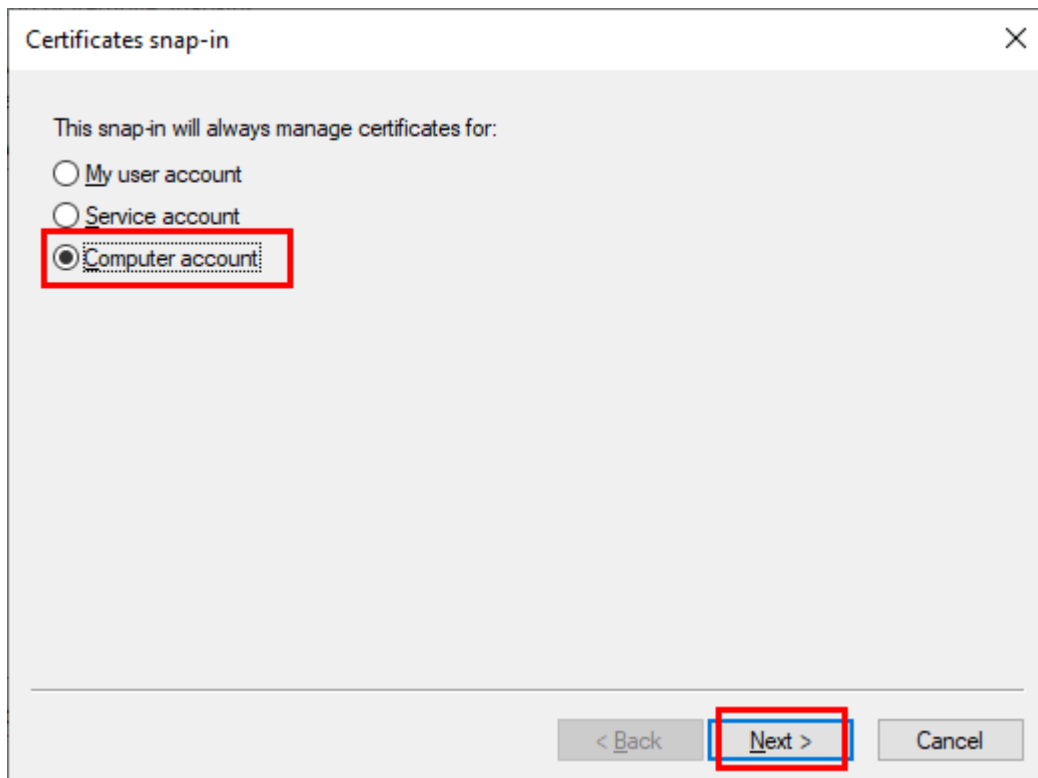 Certificates snap-in
This snap-in will always manage certificates for:
My user account
Service account
Computer account
< Back
Next >
Cancel